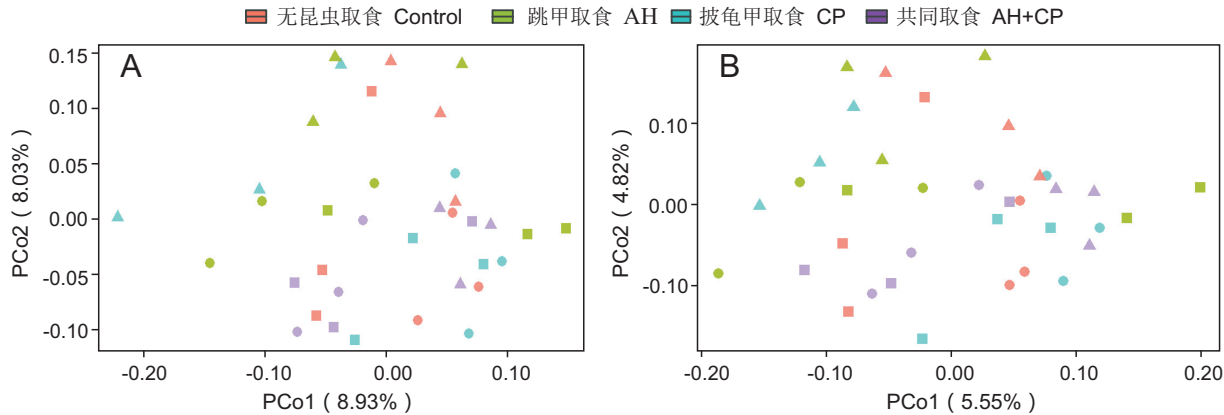 无昆虫取食 Control 跳甲取食 AH 披龟甲取食 CP 共同取食 AH+CP
A
0.15
0.10
0.05
0.00
-0.05
-0.10
PCo2 ( 8.03% )
-0.20 -0.10 0.00 0.10
PCo1 ( 8.93% )
B
0.10
0.00
-0.10
PCo2 ( 4.82% )
-0.20 -0.10 0.00 0.10 0.20
PCo1 ( 5.55% )